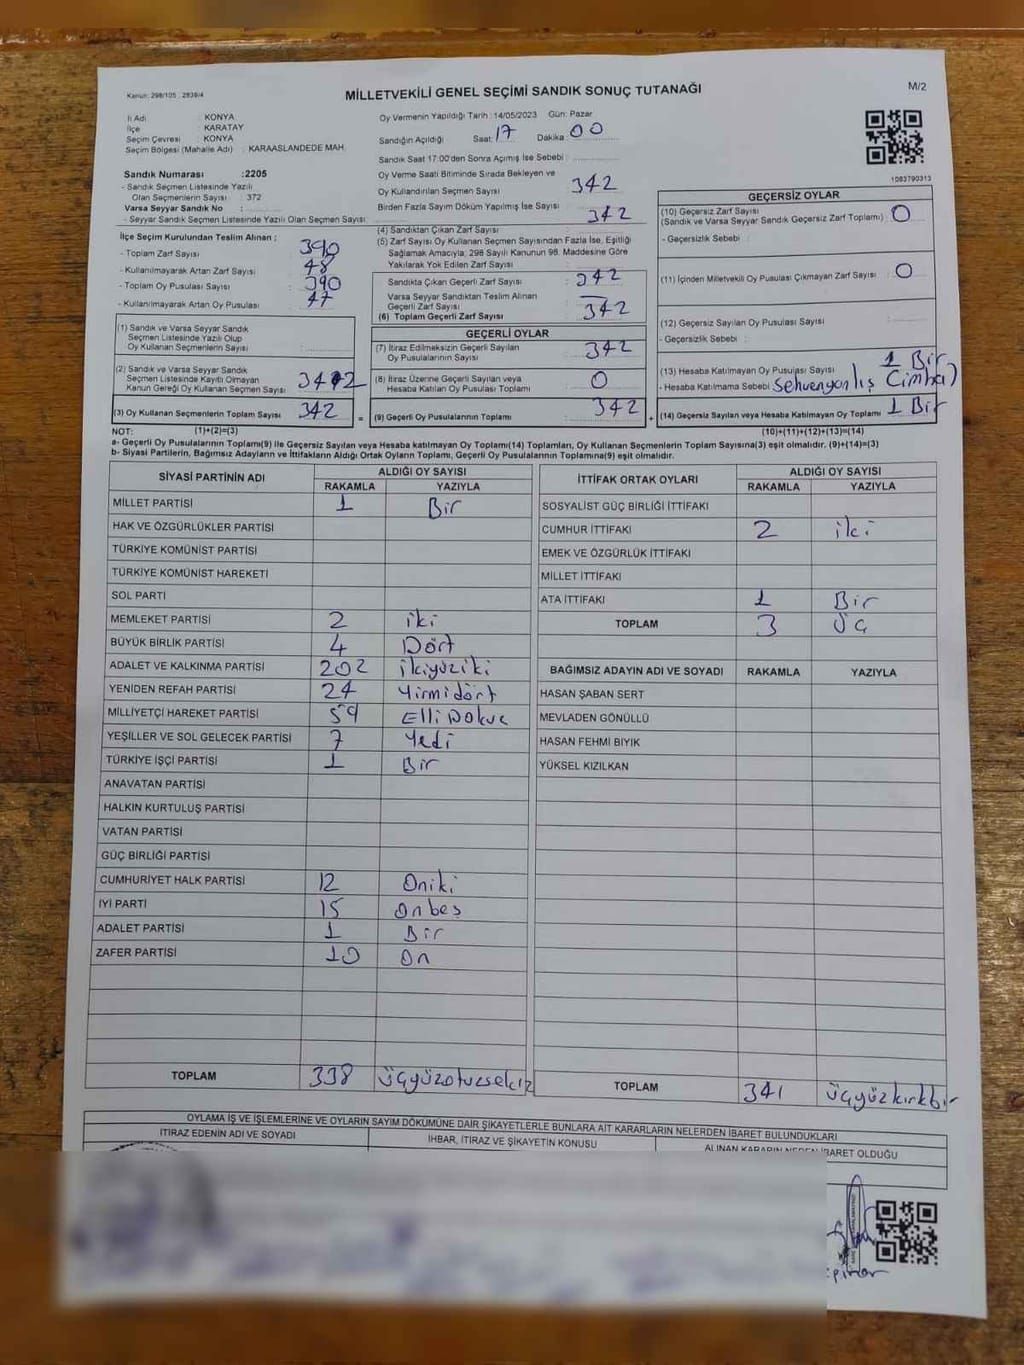 Kanun: 298/105 : 2839/4
MİLLETVEKİLİ GENEL SEÇİMİ SANDIK SONUÇ TUTANAĞI
M/2
İl Adı : KONYA
İlçe : KARATAY
Seçim Çevresi : KONYA
Seçim Bölgesi (Mahalle Adı) : KARAASLANDEDE MAH.
Sandık Numarası :2205
- Sandık Seçmen Listesinde Yazılı
Olan Seçmenlerin Sayısı : 372
Varsa Seyyar Sandık No :
- Seyyar Sandık Seçmen Listesinde Yazılı Olan Seçmen Sayısı
Oy Vermenin Yapıldığı Tarih : 14/05/2023 Gün: Pazar
Sandığın Açıldığı Saat: 17 Dakika: 00
Sandık Saat 17:00'den Sonra Açımış İse Sebebi :
Oy Verme Saati Bitiminde Sırada Bekleyen ve
Oy Kullandırılan Seçmen Sayısı 342
Birden Fazla Sayım Döküm Yapılmış İse Sayısı
342
1083790313
İlçe Seçim Kurulundan Teslim Alınan ;
- Toplam Zarf Sayısı : 390
- Kullanılmayarak Artan Zarf Sayısı : 48
- Toplam Oy Pusulası Sayısı : 390
- Kullanılmayarak Artan Oy Pusulası : 47
(4) Sandıktan Çıkan Zarf Sayısı
(5) Zarf Sayısı Oy Kullanan Seçmen Sayısından Fazla İse, Eşitliği
Sağlamak Amacıyla; 298 Sayılı Kanunun 98. Maddesine Göre
Yakılarak Yok Edilen Zarf Sayısı :
Sandıkta Çıkan Geçerli Zarf Sayısı : 342
Varsa Seyyar Sandıktan Teslim Alınan
Geçerli Zarf Sayısı :
(6) Toplam Geçerli Zarf Sayısı 342
GEÇERSİZ OYLAR
(10) Geçersiz Zarf Sayısı
(Sandık ve Varsa Seyyar Sandık Geçersiz Zarf Toplamı) : 0
- Geçersizlik Sebebi :
(11) İçinden Milletvekili Oy Pusulası Çıkmayan Zarf Sayısı : 0
(12) Geçersiz Sayılan Oy Pusulası Sayısı :
- Geçersizlik Sebebi :
(13) Hesaba Katılmayan Oy Pusulası Sayısı : 1 Bir
- Hesaba Katılmama Sebebi :
(14) Geçersiz Sayılan veya Hesaba Katılmayan Oy Toplamı 1 Bir
(1) Sandık ve Varsa Seyyar Sandık
Seçmen Listesinde Yazılı Olup
Oy Kullanan Seçmenlerin Sayısı :
(2) Sandık ve Varsa Seyyar Sandık
Seçmen Listesinde Kayıtlı Olmayan
Kanun Gereği Oy Kullanan Seçmen Sayısı :
(3) Oy Kullanan Seçmenlerin Toplam Sayısı 342
GEÇERLİ OYLAR
(7) İtiraz Edilmeksizin Geçerli Sayılan
Oy Pusulalarının Sayısı : 342
(8) İtiraz Üzerine Geçerli Sayılan veya
Hesaba Katılan Oy Pusulası Toplamı : 0
= (9) Geçerli Oy Pusulalarının Toplamı 342 +
NOT: (1)+(2)=(3)
(10)+(11)+(12)+(13)=(14)
a- Geçerli Oy Pusulalarının Toplamı(9) ile Geçersiz Sayılan veya Hesaba katılmayan Oy Toplamı(14) Toplamları, Oy Kullanan Seçmenlerin Toplam Sayısına(3) eşit olmalıdır. (9)+(14)=(3)
b- Siyasi Partilerin, Bağımsız Adayların ve İttifakların Aldığı Ortak Oyların Toplamı, Geçerli Oy Pusulalarının Toplamına(9) eşit olmalıdır.
SİYASİ PARTİNİN ADI ALDIĞI OY SAYISI
RAKAMLA YAZIYLA
MİLLET PARTİSİ 1 Bir
HAK VE ÖZGÜRLÜKLER PARTİSİ
TÜRKİYE KOMÜNİST PARTİSİ
TÜRKİYE KOMÜNİST HAREKETİ
SOL PARTİ
MEMLEKET PARTİSİ 2 iki
BÜYÜK BİRLİK PARTİSİ 4 Dört
ADALET VE KALKINMA PARTİSİ 202 ikiyüziki
YENİDEN REFAH PARTİSİ 24 Yirmidört
MİLLİYETÇİ HAREKET PARTİSİ 59 Elli Dokuz
YEŞİLLER VE SOL GELECEK PARTİSİ 7 Yedi
TÜRKİYE İŞÇİ PARTİSİ 1 Bir
ANAVATAN PARTİSİ
HALKIN KURTULUŞ PARTİSİ
VATAN PARTİSİ
GÜÇ BİRLİĞİ PARTİSİ
CUMHURİYET HALK PARTİSİ 12 Oniki
İYİ PARTİ 15 Onbeş
ADALET PARTİSİ 1 Bir
ZAFER PARTİSİ 10 On
TOPLAM 338 üçyüzotuzsekiz
İTTİFAK ORTAK OYLARI ALDIĞI OY SAYISI
RAKAMLA YAZIYLA
SOSYALİST GÜÇ BİRLİĞİ İTTİFAKI
CUMHUR İTTİFAKI 2 iki
EMEK VE ÖZGÜRLÜK İTTİFAKI
MİLLET İTTİFAKI
ATA İTTİFAKI 1 Bir
TOPLAM 3 üç
BAĞIMSIZ ADAYIN ADI VE SOYADI RAKAMLA YAZIYLA
HASAN ŞABAN SERT
MEVLADEN GÖNÜLLÜ
HASAN FEHMİ BIYIK
YÜKSEL KIZILKAN
TOPLAM 341 üçyüzkırkbir
OYLAMA İŞ VE İŞLEMLERİNE VE OYLARIN SAYIM DÖKÜMÜNE DAİR ŞİKAYETLERLE BUNLARA AİT KARARLARIN NELERDEN İBARET BULUNDUKLARI
İTİRAZ EDENİN ADI VE SOYADI
İHBAR, İTİRAZ VE ŞİKAYETİN KONUSU
ALINAN KARARIN NEDEN İBARET OLDUĞU